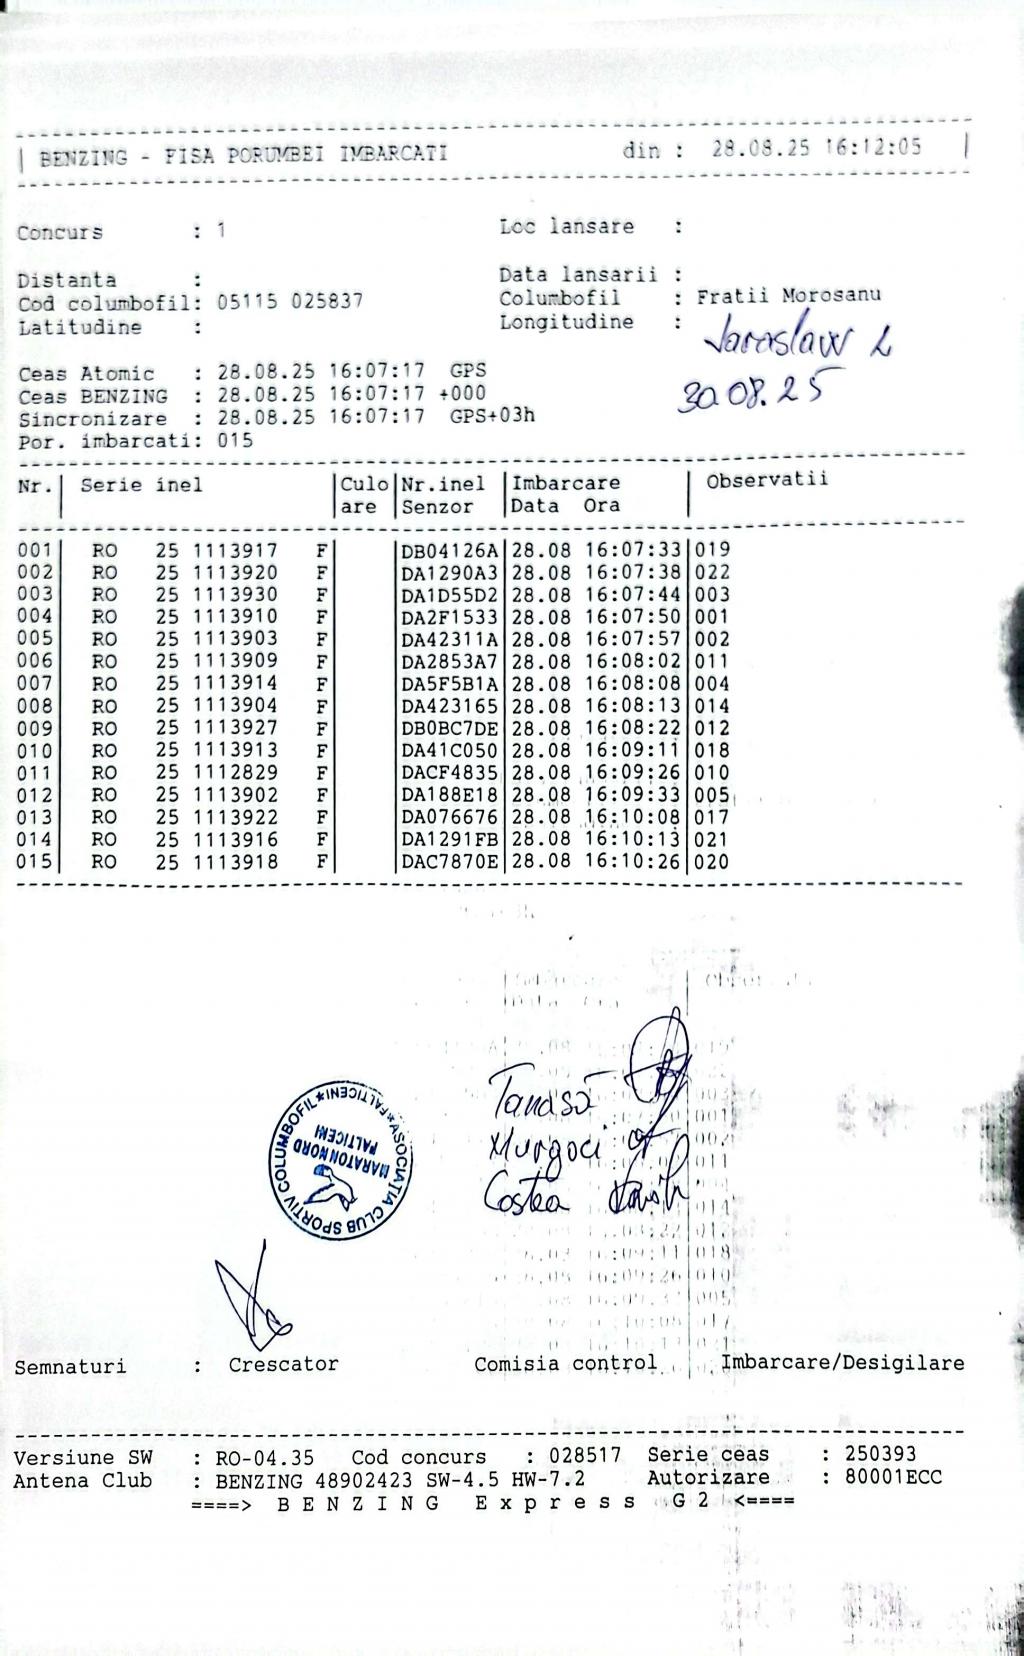 BENZING - FISA PORUMBEI IMBARCATI din : 28.08.25 16:12:05
Concurs : 1 Loc lansare :
Distanta : Data lansarii :
Cod columbofil: 05115 025837 Columbofil : Fratii Morosanu
Latitudine : Longitudine :
Jaroslaw 2
30.08.25
Ceas Atomic : 28.08.25 16:07:17 GPS
Ceas BENZING : 28.08.25 16:07:17 +000
Sincronizare : 28.08.25 16:07:17 GPS+03h
Por. imbarcati: 015
Nr.| Serie inel |Culo|Nr.inel |Imbarcare | Observatii
|are |Senzor |Data Ora |
001| RO 25 1113917 F| |DB04126A|28.08 16:07:33|019
002| RO 25 1113920 F| |DA1290A3|28.08 16:07:38|022
003| RO 25 1113930 F| |DA1D55D2|28.08 16:07:44|003
004| RO 25 1113910 F| |DA2F1533|28.08 16:07:50|001
005| RO 25 1113903 F| |DA42311A|28.08 16:07:57|002
006| RO 25 1113909 F| |DA2853A7|28.08 16:08:02|011
007| RO 25 1113914 F| |DA5F5B1A|28.08 16:08:08|004
008| RO 25 1113904 F| |DA423165|28.08 16:08:13|014
009| RO 25 1113927 F| |DB0BC7DE|28.08 16:08:22|012
010| RO 25 1113913 F| |DA41C050|28.08 16:09:11|018
011| RO 25 1112829 F| |DACF4835|28.08 16:09:26|010
012| RO 25 1113902 F| |DA188E18|28.08 16:09:33|005
013| RO 25 1113922 F| |DA076676|28.08 16:10:08|017
014| RO 25 1113916 F| |DA1291FB|28.08 16:10:13|021
015| RO 25 1113918 F| |DAC7870E|28.08 16:10:26|020
Tanasă
Murgoci
Costea
ASOCIATIA CLUB SPORTIV COLUMBOFIL*FALTICENI*
MARATON NORD
FALTICENI
Semnaturi : Crescator Comisia control Imbarcare/Desigilare
Versiune SW : RO-04.35 Cod concurs : 028517 Serie ceas : 250393
Antena Club : BENZING 48902423 SW-4.5 HW-7.2 Autorizare : 80001ECC
====> B E N Z I N G E x p r e s s G 2 <====